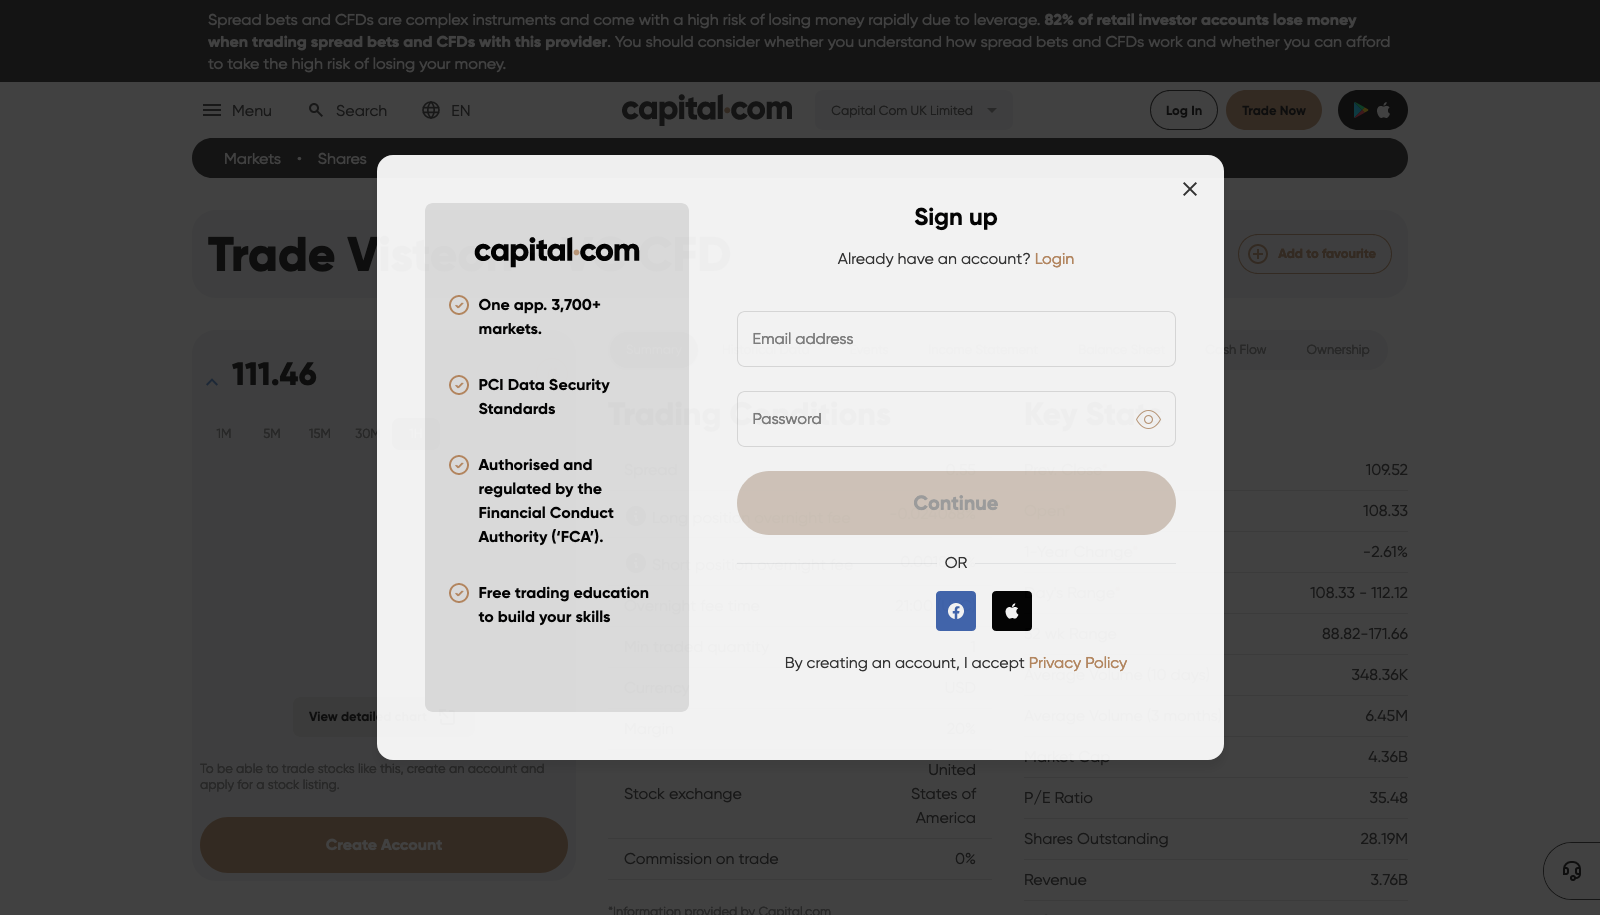 Spread bets and CFDs are complex instruments and come with a high risk of losing money rapidly due to leverage. 82% of retail investor accounts lose money
when trading spread bets and CFDs with this provider. You should consider whether you understand how spread bets and CFDs work and whether you can afford
to take the high risk of losing your money.
Menu
Search
EN
capital.com
Capital Com UK Limited
Log In
Trade Now
Markets • Shares
Trade Vistec CFD
Add to favourite
111.46
1M 5M 15M 30M
View detailed chart
To be able to trade stocks like this, create an account and
apply for a stock listing.
Create Account
capital.com
One app. 3,700+
markets.
PCI Data Security
Standards
Authorised and
regulated by the
Financial Conduct
Authority (‘FCA’).
Free trading education
to build your skills
Sign up
Already have an account? Login
Email address
Password
Continue
OR
By creating an account, I accept Privacy Policy
Cash Flow
Ownership
Trading Conditions
Stock exchange
United
States of
America
Commission on trade 0%
*Information provided by Capital.com
Key Stats
109.52
108.33
-2.61%
108.33 - 112.12
88.82-171.66
348.36K
6.45M
Market Cap 4.36B
P/E Ratio 35.48
Shares Outstanding 28.19M
Revenue 3.76B